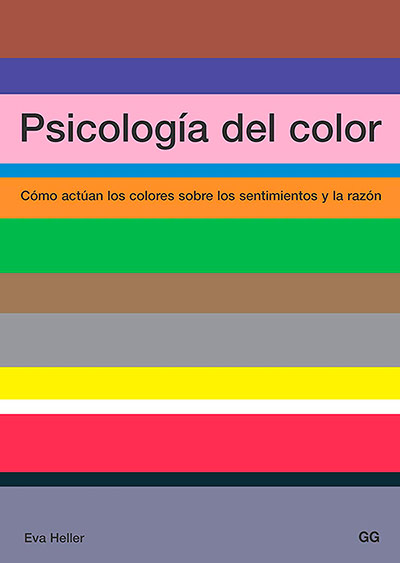 Psicología del color
Cómo actúan los colores sobre los sentimientos y la razón
Eva Heller GG